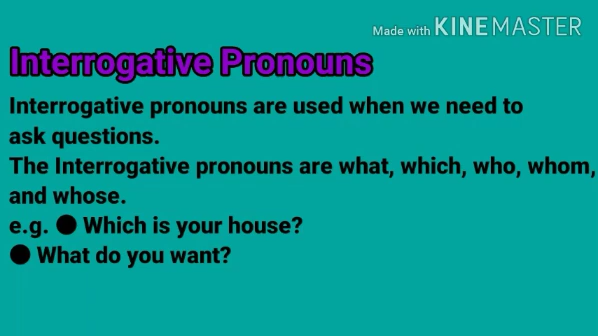 Made with KINEMASTER
Interrogative Pronouns
Interrogative pronouns are used when we need to
ask questions.
The Interrogative pronouns are what, which, who, whom,
and whose.
e.g. ● Which is your house?
● What do you want?